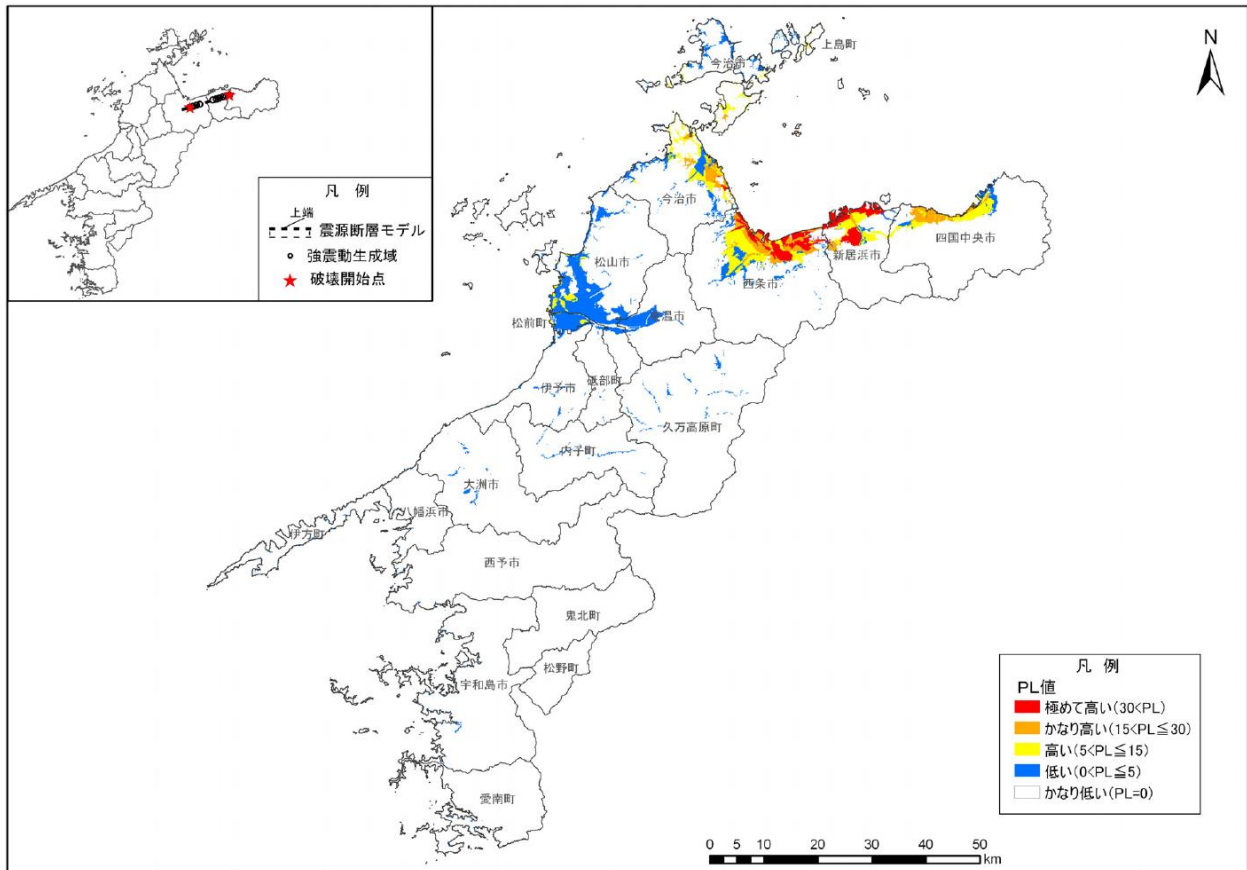 凡 例
上端
震源断層モデル
強震動生成域
破壊開始点
N
上島町
今治市
今治市
四国中央市
新居浜市
西条市
松山市
松前町
温市
伊予市
砥部町
久万高原町
内子町
大洲市
八幡浜市
伊方町
西予市
鬼北町
松野町
宇和島市
愛南町
凡 例
PL値
極めて高い(30<PL)
かなり高い(15<PL≦30)
高い(5<PL≦15)
低い(0<PL≦5)
かなり低い(PL=0)
0 5 10 20 30 40 50
km